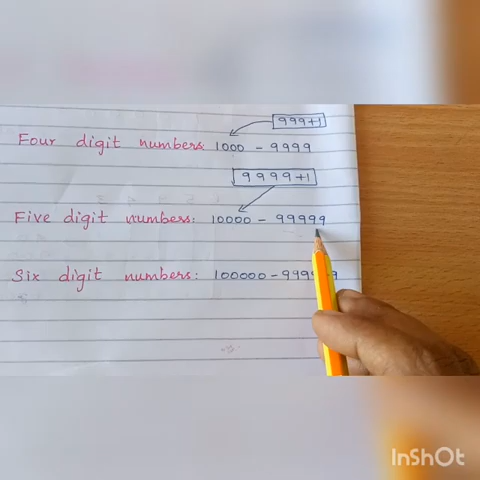 999+1
Four digit numbers 1000 - 9999
9999+1
Five digit numbers: 10000 - 99999
Six digit numbers: 100000 -
InShOt